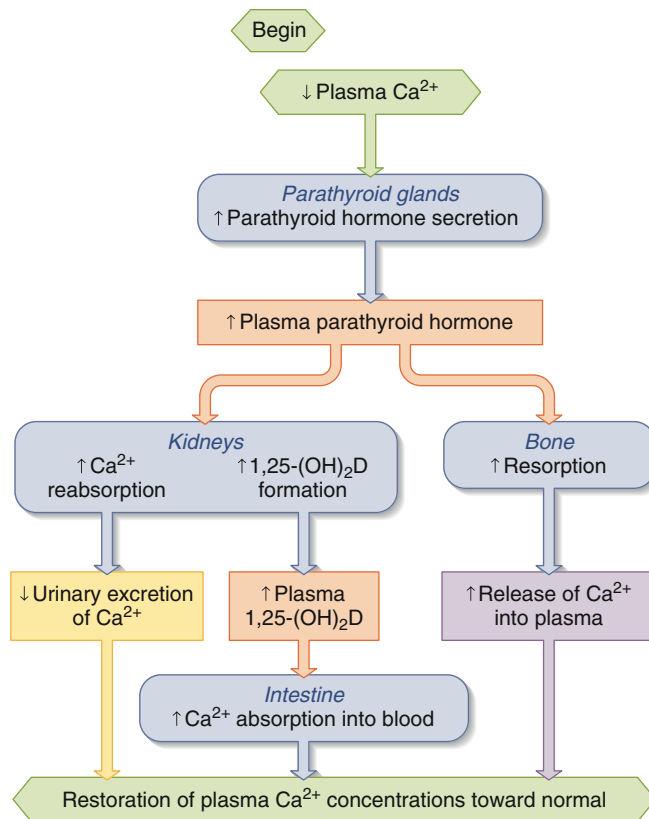 Begin
↓Plasma Ca²⁺
Parathyroid glands
↑Parathyroid hormone secretion
↑Plasma parathyroid hormone
Kidneys
↑Ca²⁺
reabsorption
↑1,25-(OH)₂D
formation
Bone
↑Resorption
↓Urinary excretion
of Ca²⁺
↑Plasma
1,25-(OH)₂D
↑Release of Ca²⁺
into plasma
Intestine
↑Ca²⁺ absorption into blood
Restoration of plasma Ca²⁺ concentrations toward normal